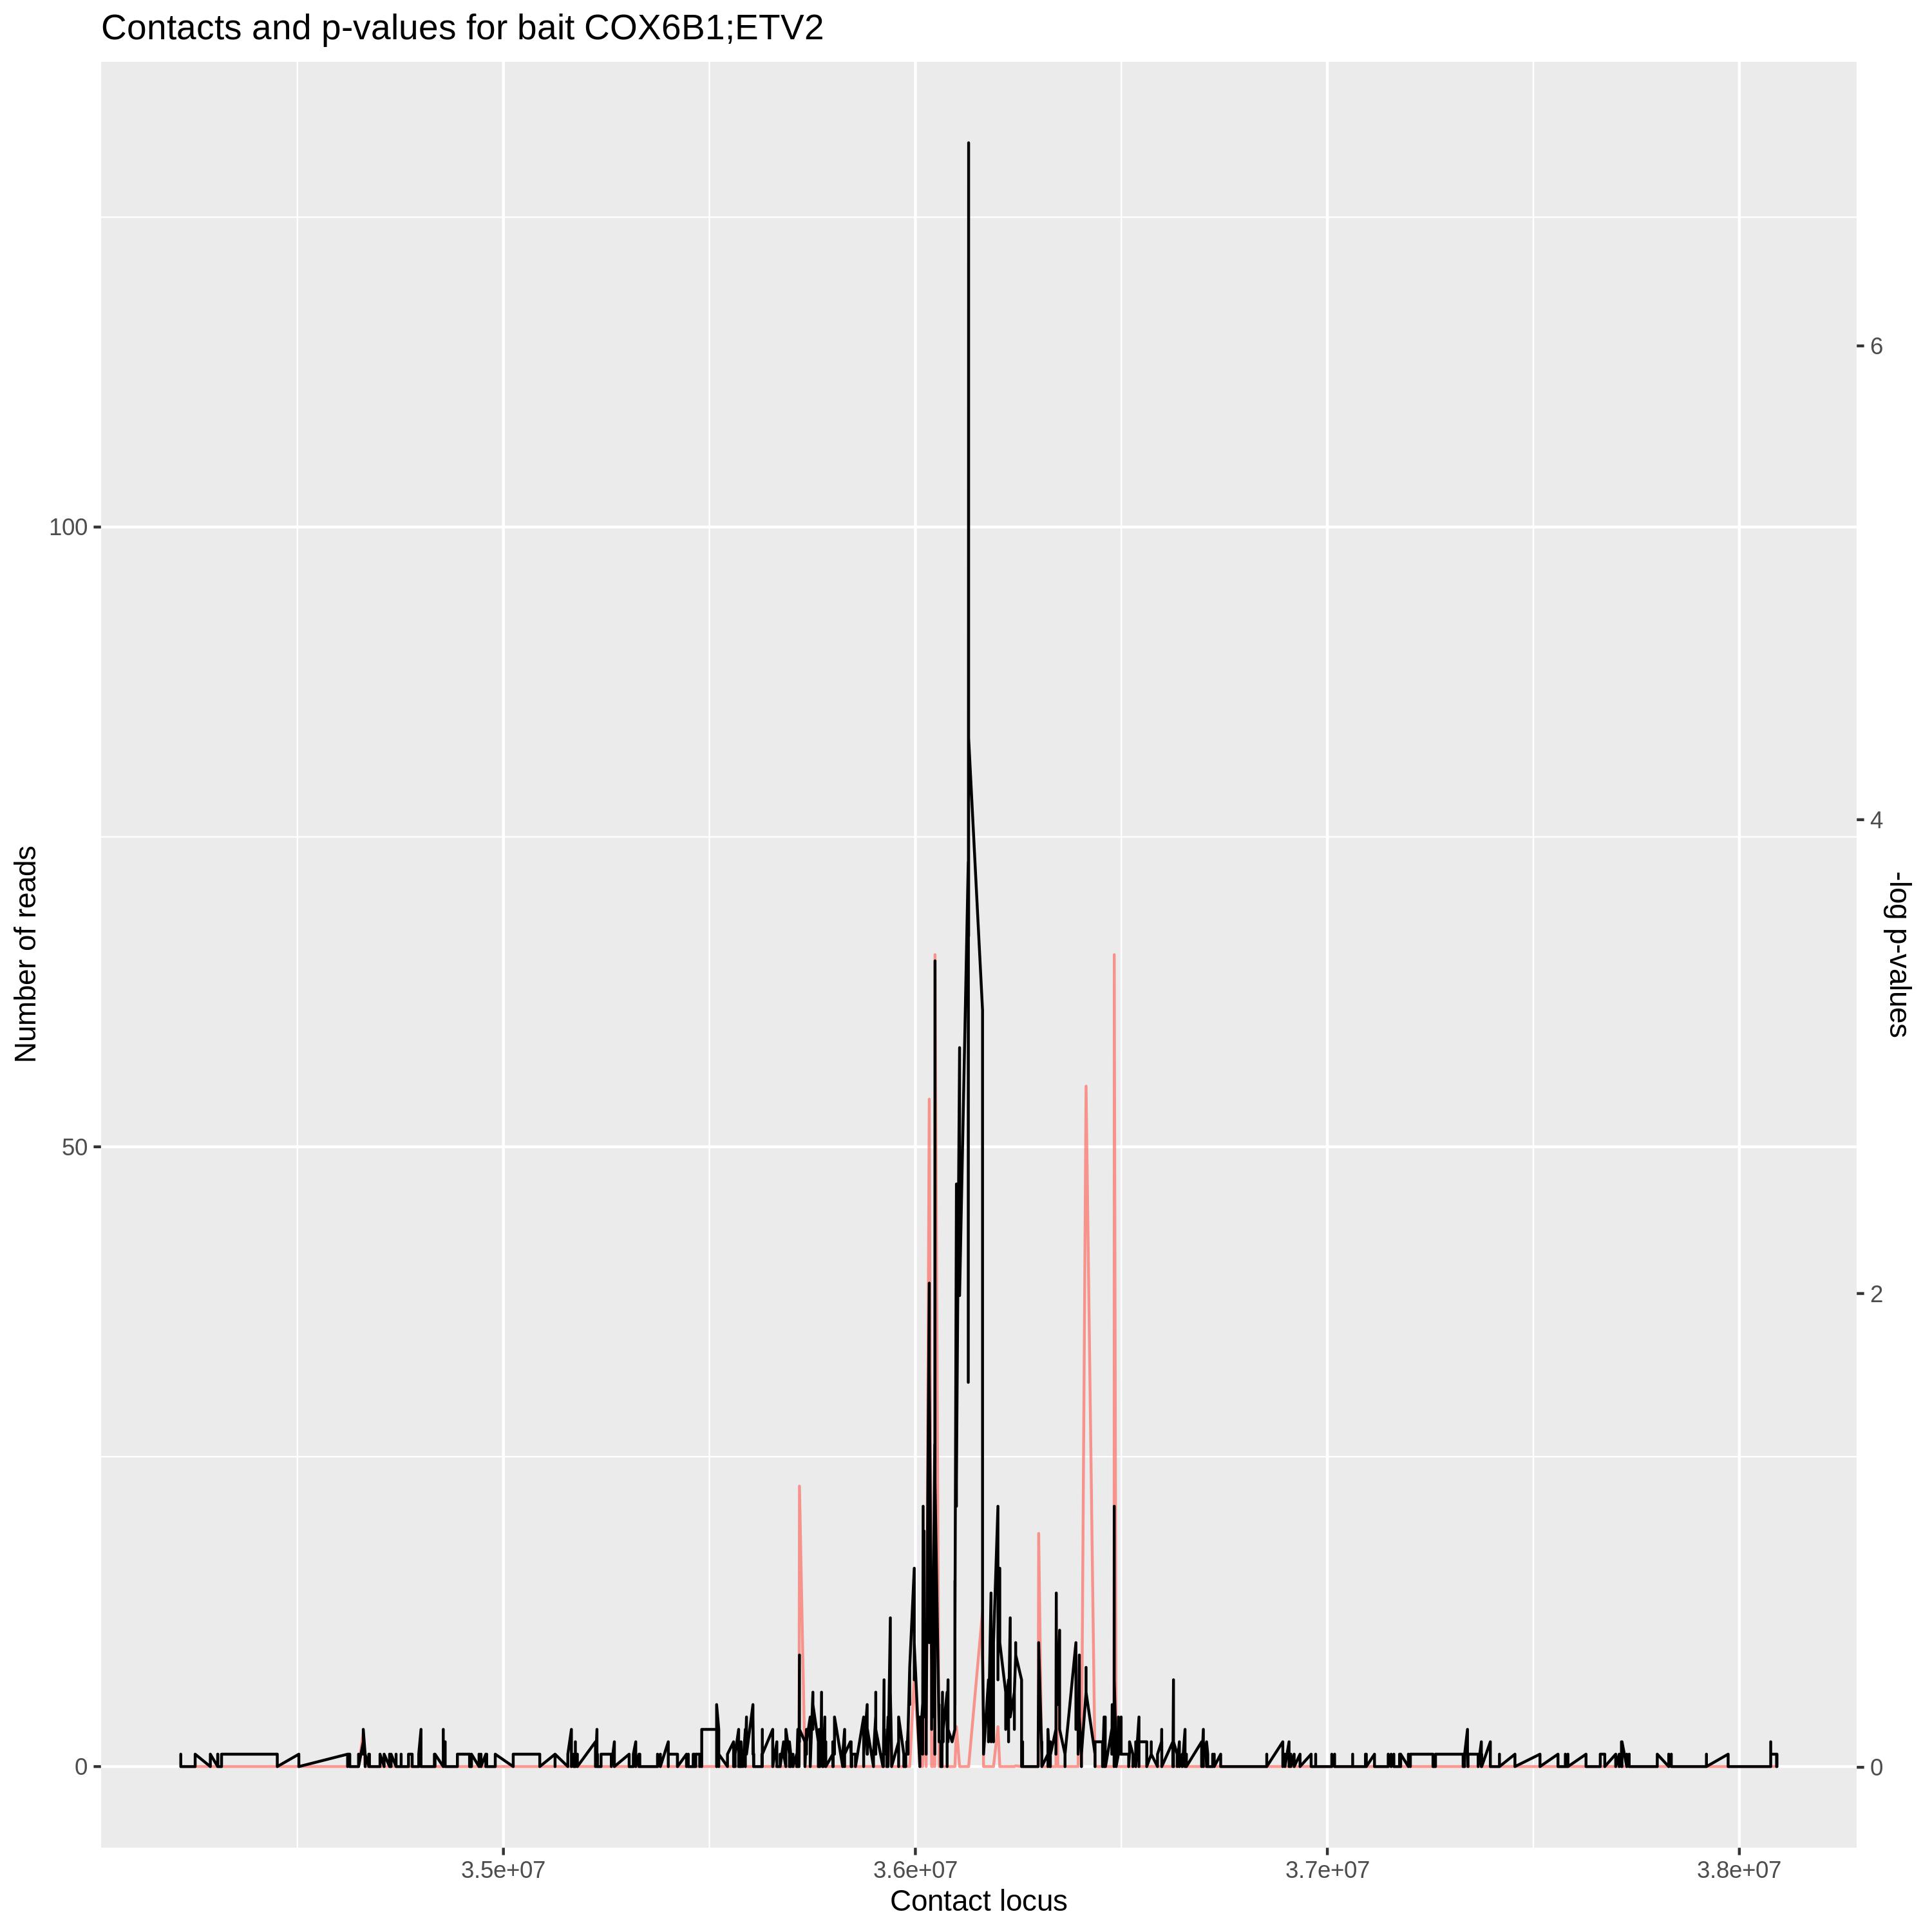 Contacts and p-values for bait COX6B1;ETV2
Number of reads
100
50
0
6
4
2
0
-log p-values
3.5e+07
3.6e+07
3.7e+07
3.8e+07
Contact locus